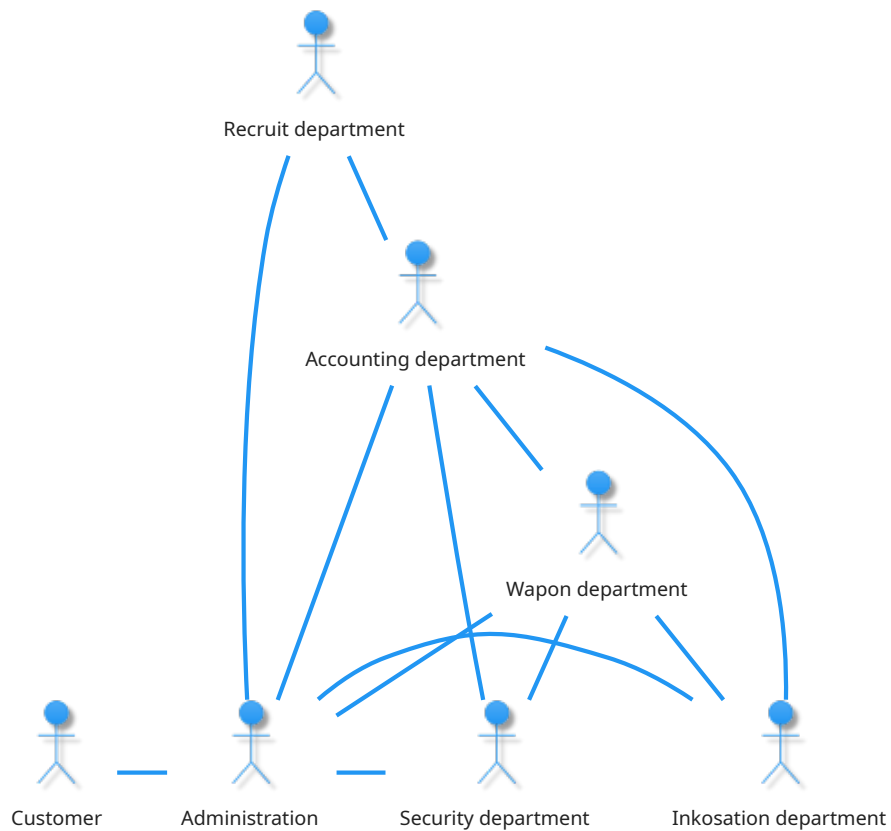 Recruit department
Accounting department
Wapon department
Customer
Administration
Security department
Inkosation department